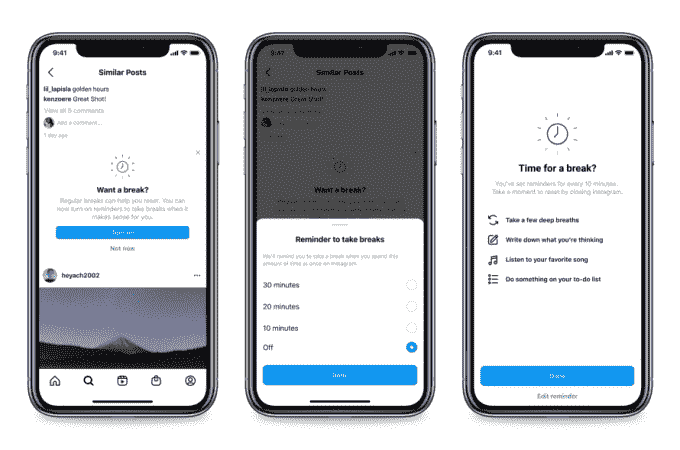 9:41
Similar Posts
lil_lapisla golden hours
kenzoere Great Shot!
View all 5 comments
Add a comment...
1 day ago
Want a break?
Regular breaks can help you reset. You can
now turn on reminders to take breaks when it
makes sense for you.
Not now
heyach2002
9:41
Similar Posts
lil_lapisla golden hours
kenzoere Great Shot!
Want a break?
Reminder to take breaks
We'll remind you to take a break when you spend this
amount of time at once on Instagram.
30 minutes
20 minutes
10 minutes
Off
9:41
Time for a break?
You've set reminders for every 10 minutes.
Take a moment to reset by closing Instagram.
Take a few deep breaths
Write down what you're thinking
Listen to your favorite song
Do something on your to-do list
Done
Edit reminder